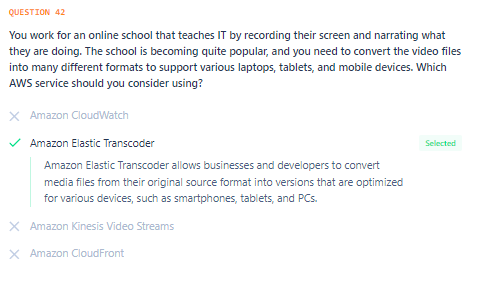 QUESTION 42
You work for an online school that teaches IT by recording their screen and narrating what
they are doing. The school is becoming quite popular, and you need to convert the video files
into many different formats to support various laptops, tablets, and mobile devices. Which
AWS service should you consider using?
Amazon CloudWatch
Amazon Elastic Transcoder
Selected
Amazon Elastic Transcoder allows businesses and developers to convert
media files from their original source format into versions that are optimized
for various devices, such as smartphones, tablets, and PCs.
Amazon Kinesis Video Streams
Amazon CloudFront